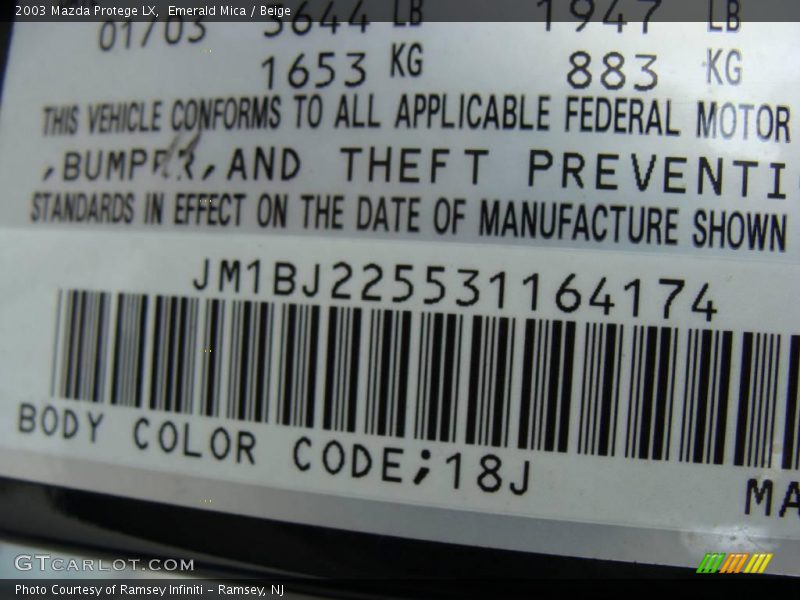 2003 Mazda Protege LX, Emerald Mica / Beige
01/03 3644 LB 1947 LB
1653 KG 883 KG
THIS VEHICLE CONFORMS TO ALL APPLICABLE FEDERAL MOTOR
,BUMPER,AND THEFT PREVENTI
STANDARDS IN EFFECT ON THE DATE OF MANUFACTURE SHOWN
JM1BJ225531164174
BODY COLOR CODE;18J
MA
GTCARLOT.COM
Photo Courtesy of Ramsey Infiniti - Ramsey, NJ